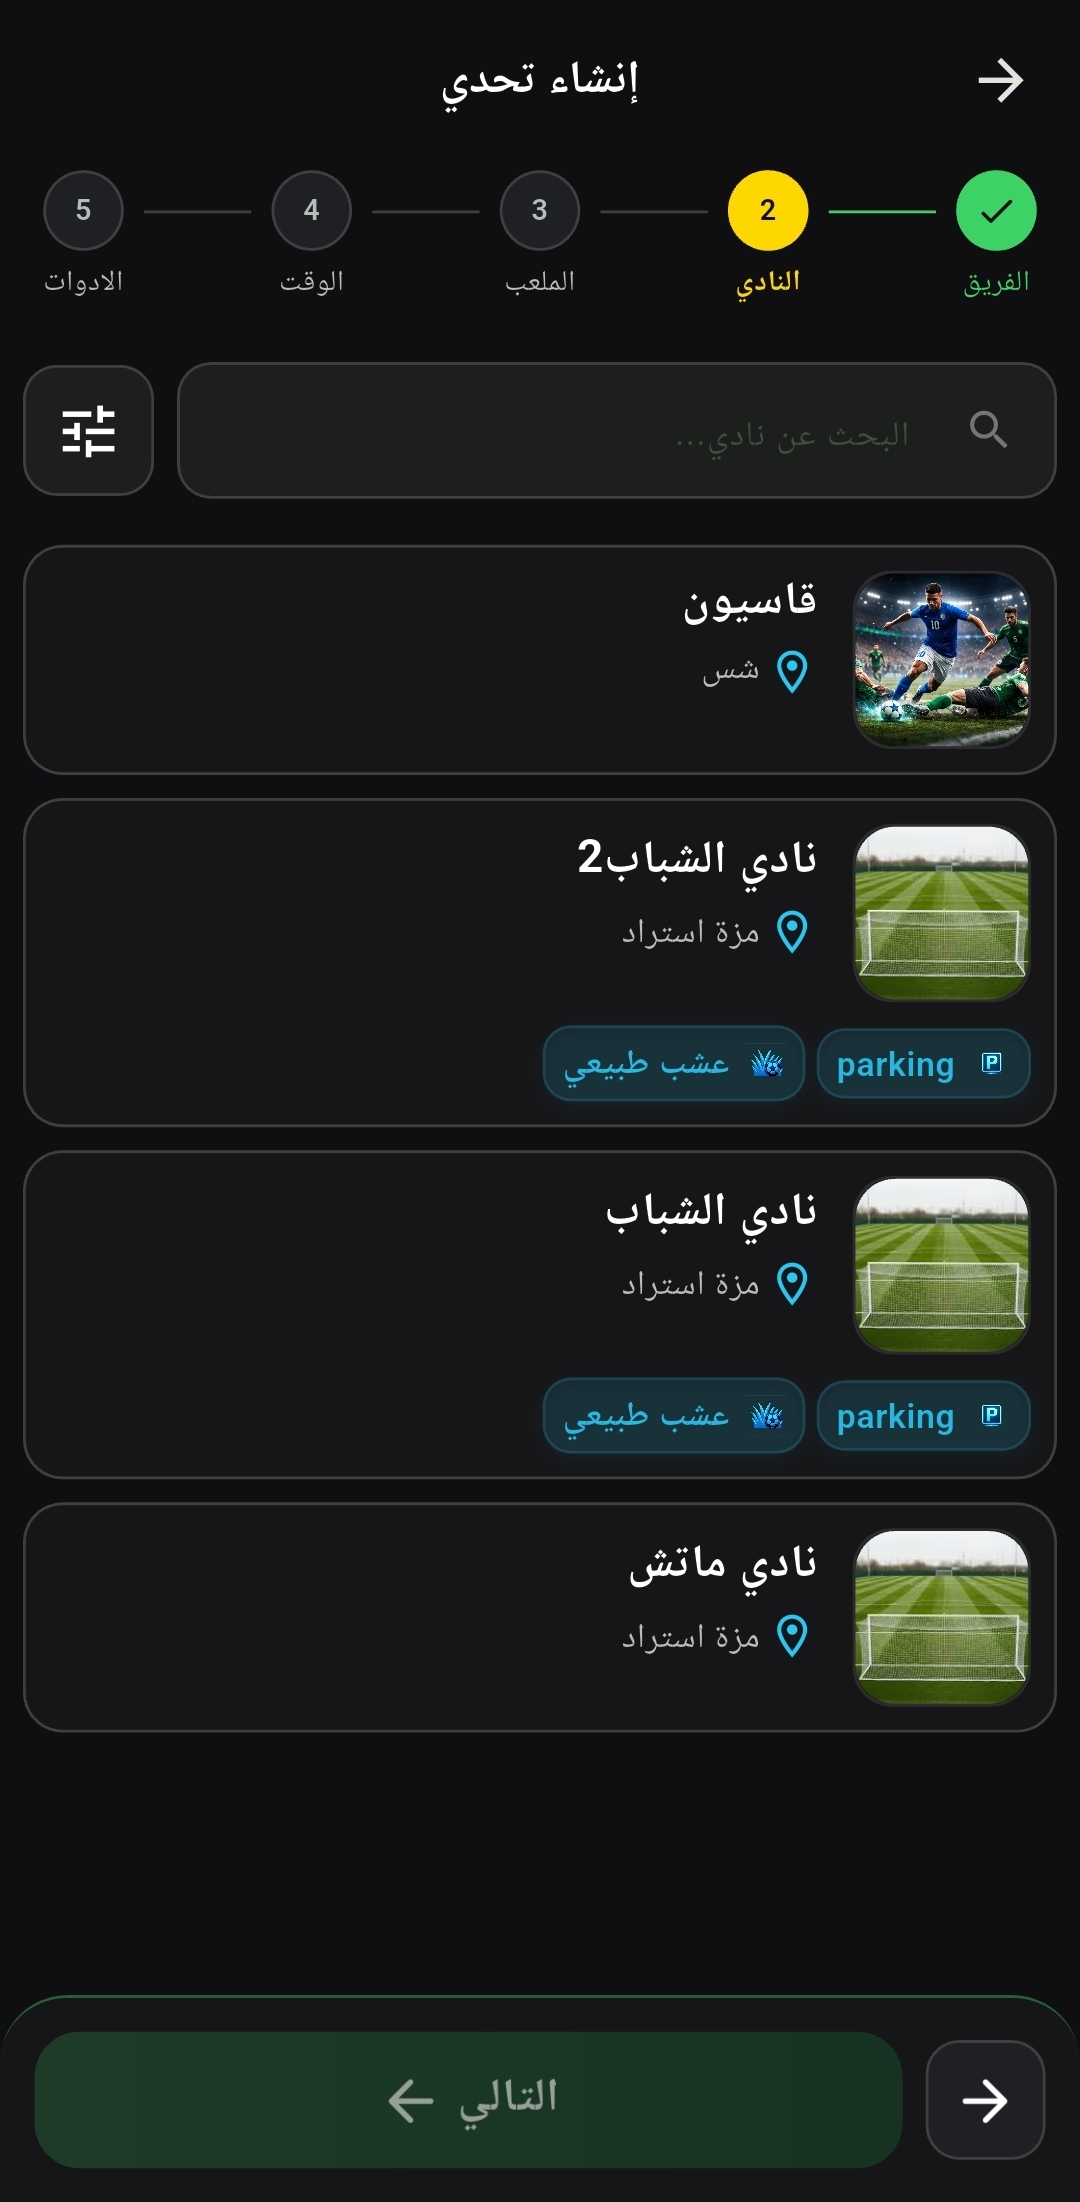 إنشاء تحدي
2 3 4 5
الفريق النادي الملعب الوقت الادوات
البحث عن نادي...
قاسيون
شس
نادي الشباب2
مزة استراد
parking عشب طبيعي
نادي الشباب
مزة استراد
parking عشب طبيعي
نادي ماتش
مزة استراد
التالي